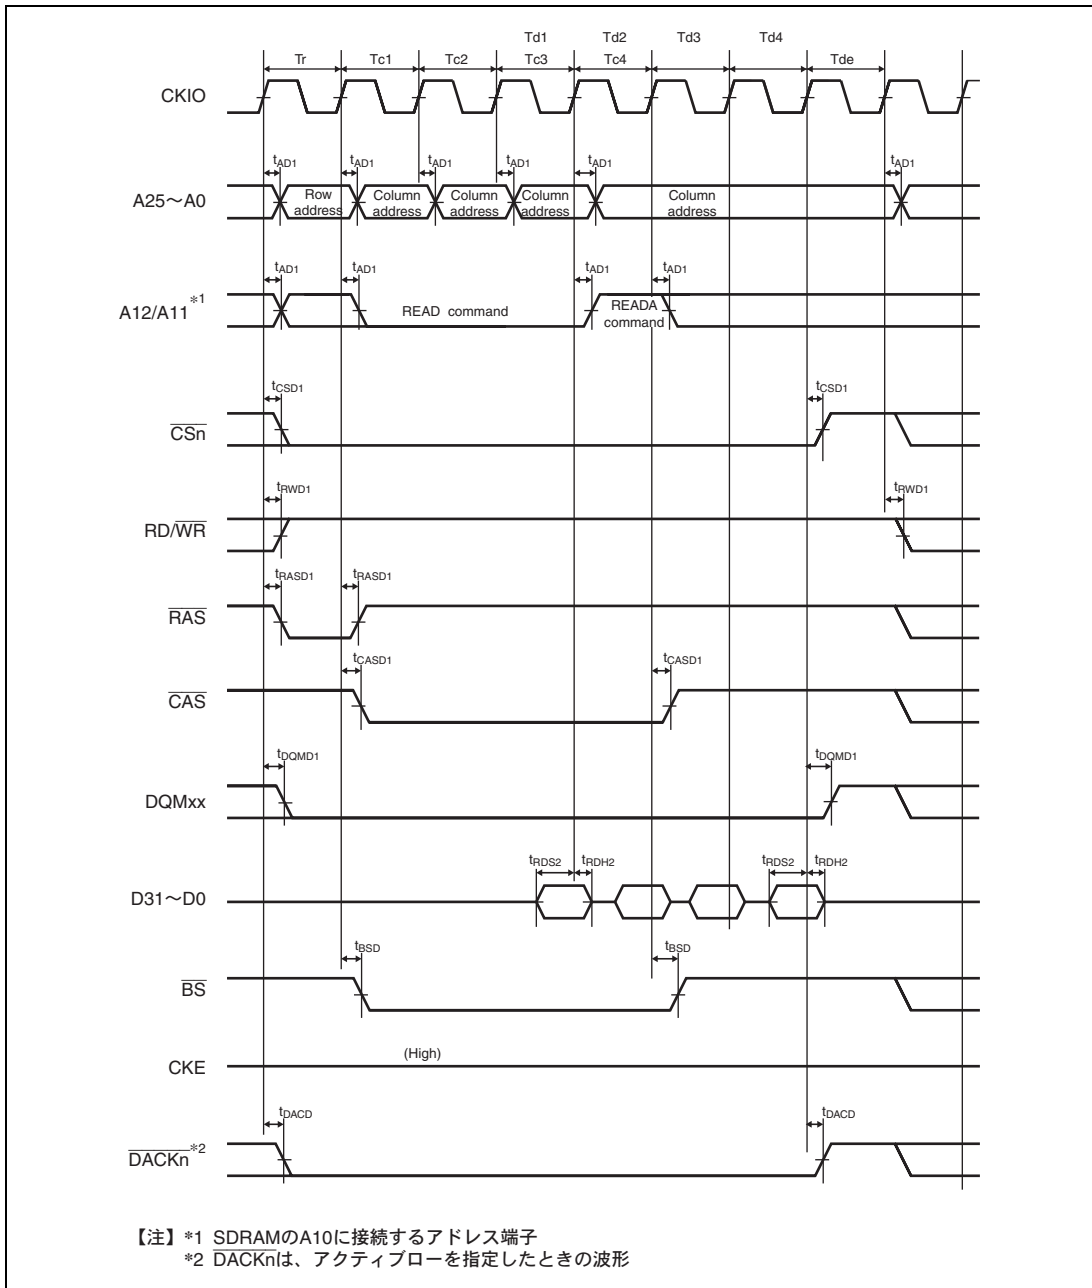 Td1 Td2 Td3 Td4
Tr Tc1 Tc2 Tc3 Tc4 Tde
CKIO
tAD1 tAD1 tAD1 tAD1 tAD1 tAD1
A25～A0
Row address
Column address
Column address
Column address
Column address
tAD1 tAD1 tAD1 tAD1
A12/A11*1
READ command
READA command
tCSD1 tCSD1
CSn
tRWD1 tRWD1
RD/WR
tRASD1 tRASD1
RAS
tCASD1 tCASD1
CAS
tDQMD1 tDQMD1
DQMxx
tRDS2 tRDH2 tRDS2 tRDH2
D31～D0
tBSD tBSD
BS
(High)
CKE
tDACD tDACD
DACKn*2
【注】 *1 SDRAMのA10に接続するアドレス端子
*2 DACKnは、アクティブローを指定したときの波形